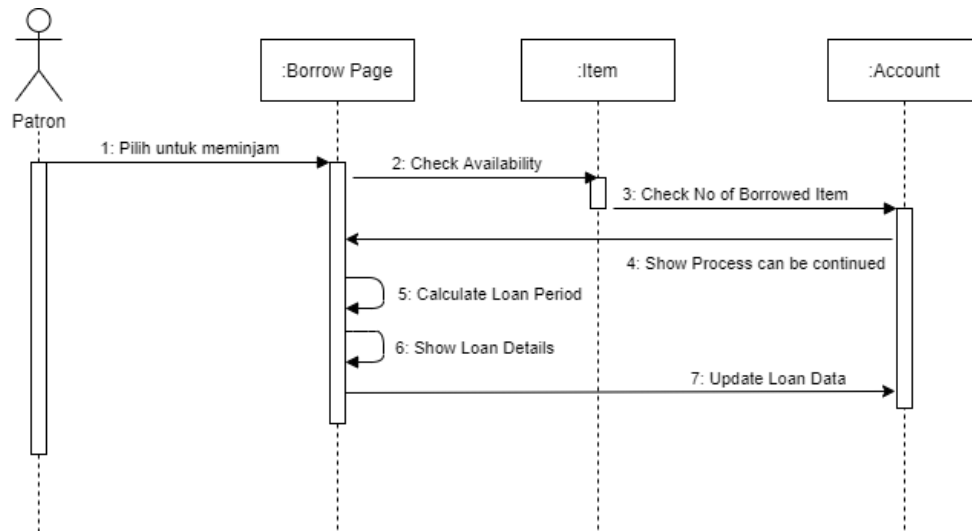 :Borrow Page
:Item
:Account
Patron
1: Pilih untuk meminjam
2: Check Availability
3: Check No of Borrowed Item
4: Show Process can be continued
5: Calculate Loan Period
6: Show Loan Details
7: Update Loan Data